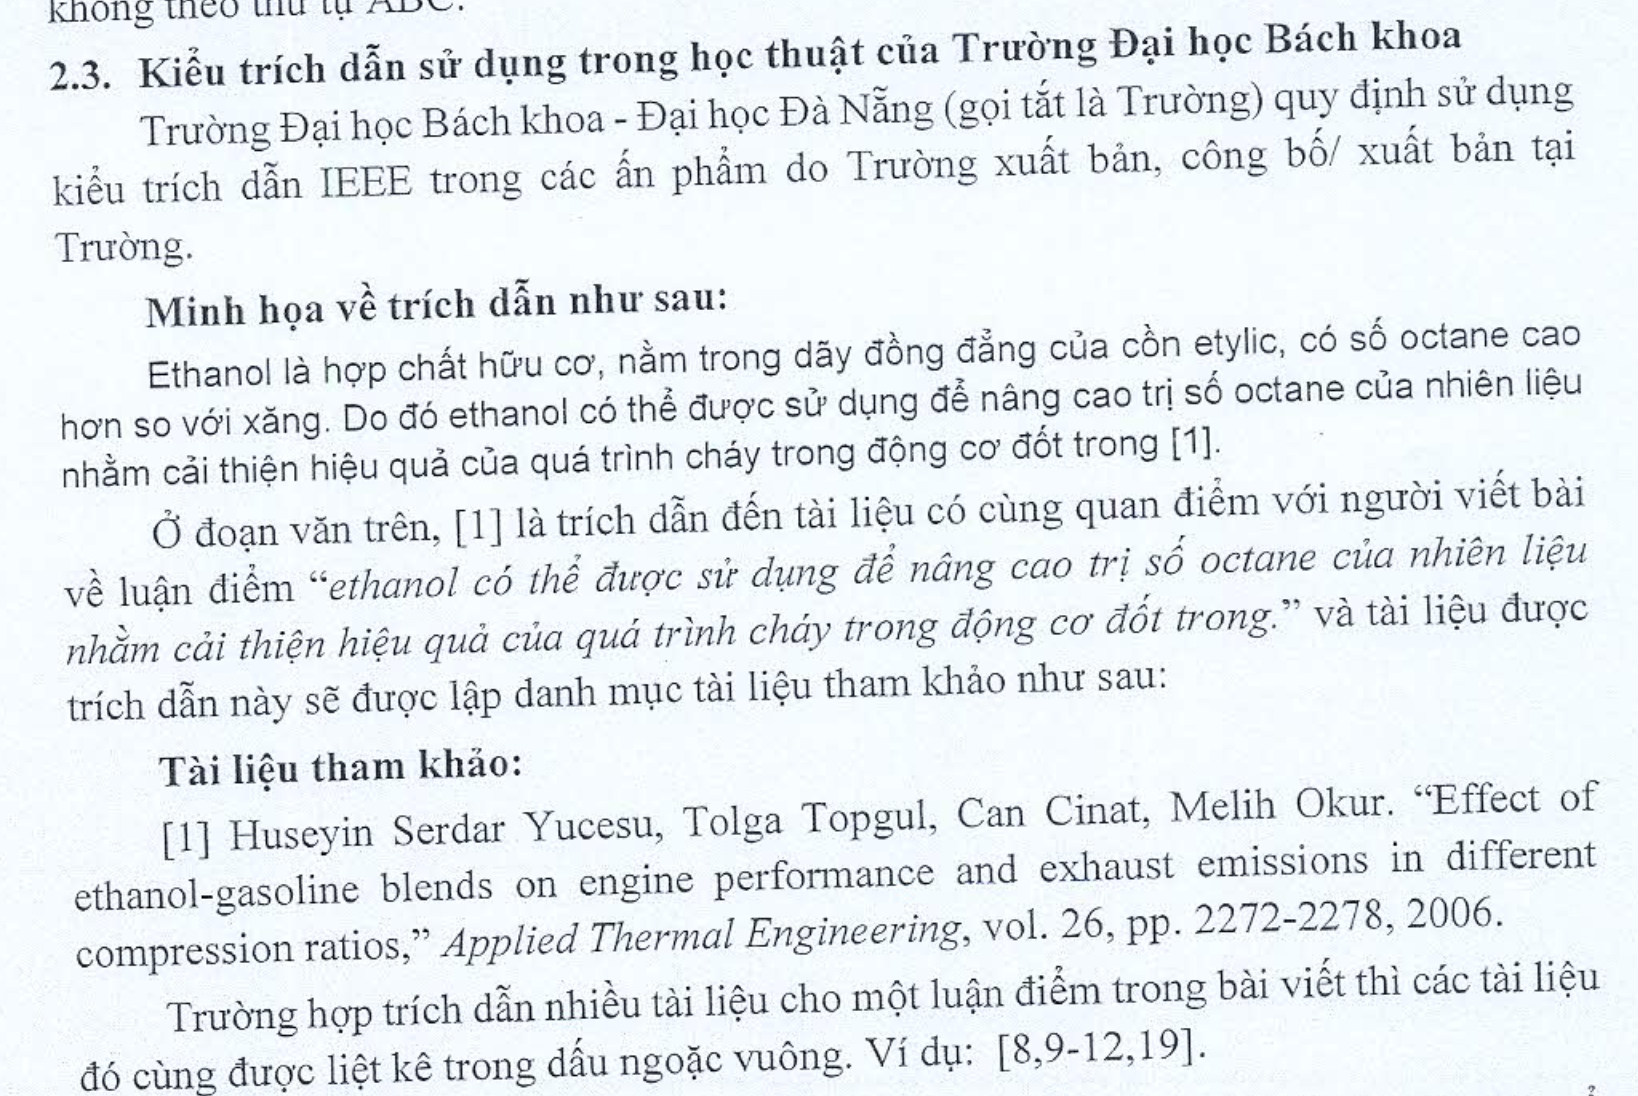 không theo thứ tự ABC.
2.3. Kiểu trích dẫn sử dụng trong học thuật của Trường Đại học Bách khoa
Trường Đại học Bách khoa - Đại học Đà Nẵng (gọi tắt là Trường) quy định sử dụng
kiểu trích dẫn IEEE trong các ấn phẩm do Trường xuất bản, công bố/ xuất bản tại
Trường.
Minh họa về trích dẫn như sau:
Ethanol là hợp chất hữu cơ, nằm trong dãy đồng đẳng của cồn etylic, có số octane cao
hơn so với xăng. Do đó ethanol có thể được sử dụng để nâng cao trị số octane của nhiên liệu
nhằm cải thiện hiệu quả của quá trình cháy trong động cơ đốt trong [1].
Ở đoạn văn trên, [1] là trích dẫn đến tài liệu có cùng quan điểm với người viết bài
về luận điểm “ethanol có thể được sử dụng để nâng cao trị số octane của nhiên liệu
nhằm cải thiện hiệu quả của quá trình cháy trong động cơ đốt trong.” và tài liệu được
trích dẫn này sẽ được lập danh mục tài liệu tham khảo như sau:
Tài liệu tham khảo:
[1] Huseyin Serdar Yucesu, Tolga Topgul, Can Cinat, Melih Okur. “Effect of
ethanol-gasoline blends on engine performance and exhaust emissions in different
compression ratios,” Applied Thermal Engineering, vol. 26, pp. 2272-2278, 2006.
Trường hợp trích dẫn nhiều tài liệu cho một luận điểm trong bài viết thì các tài liệu
đó cùng được liệt kê trong dấu ngoặc vuông. Ví dụ: [8,9-12,19].